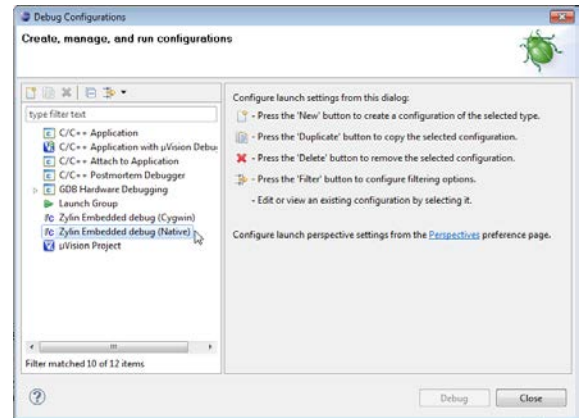 Debug Configurations
Create, manage, and run configurations
type filter text
C/C++ Application
C/C++ Application with µVision Debu
C/C++ Attach to Application
C/C++ Postmortem Debugger
GDB Hardware Debugging
Launch Group
Zylin Embedded debug (Cygwin)
Zylin Embedded debug (Native)
µVision Project
Filter matched 10 of 12 items
Configure launch settings from this dialog:
- Press the 'New' button to create a configuration of the selected type.
- Press the 'Duplicate' button to copy the selected configuration.
- Press the 'Delete' button to remove the selected configuration.
- Press the 'Filter' button to configure filtering options.
- Edit or view an existing configuration by selecting it.
Configure launch perspective settings from the Perspectives preference page.
Debug
Close